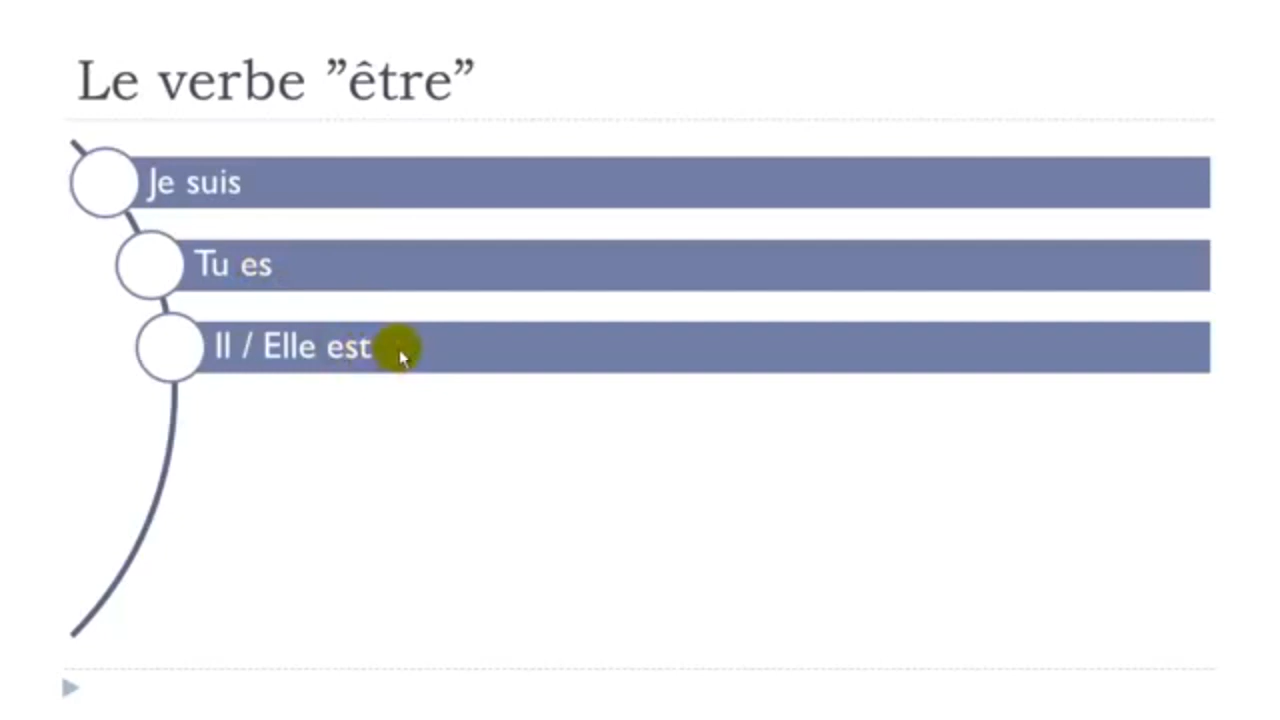 Le verbe ”être”
Je suis
Tu es
Il / Elle est